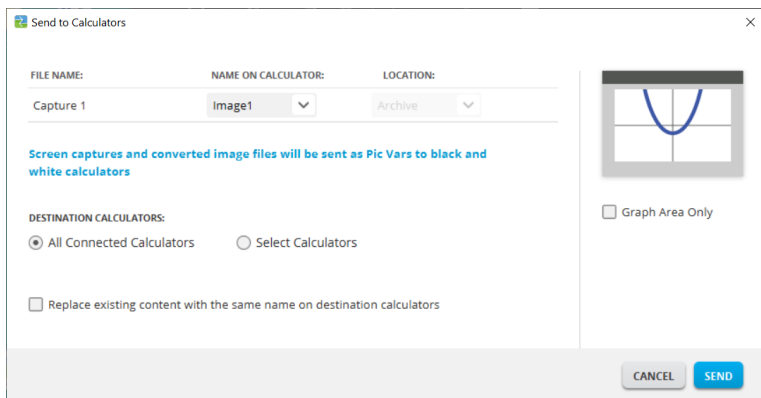 Send to Calculators
FILE NAME: NAME ON CALCULATOR: LOCATION:
Capture 1 Image1 Archive
Screen captures and converted image files will be sent as Pic Vars to black and
white calculators
Graph Area Only
DESTINATION CALCULATORS:
All Connected Calculators Select Calculators
Replace existing content with the same name on destination calculators
CANCEL SEND